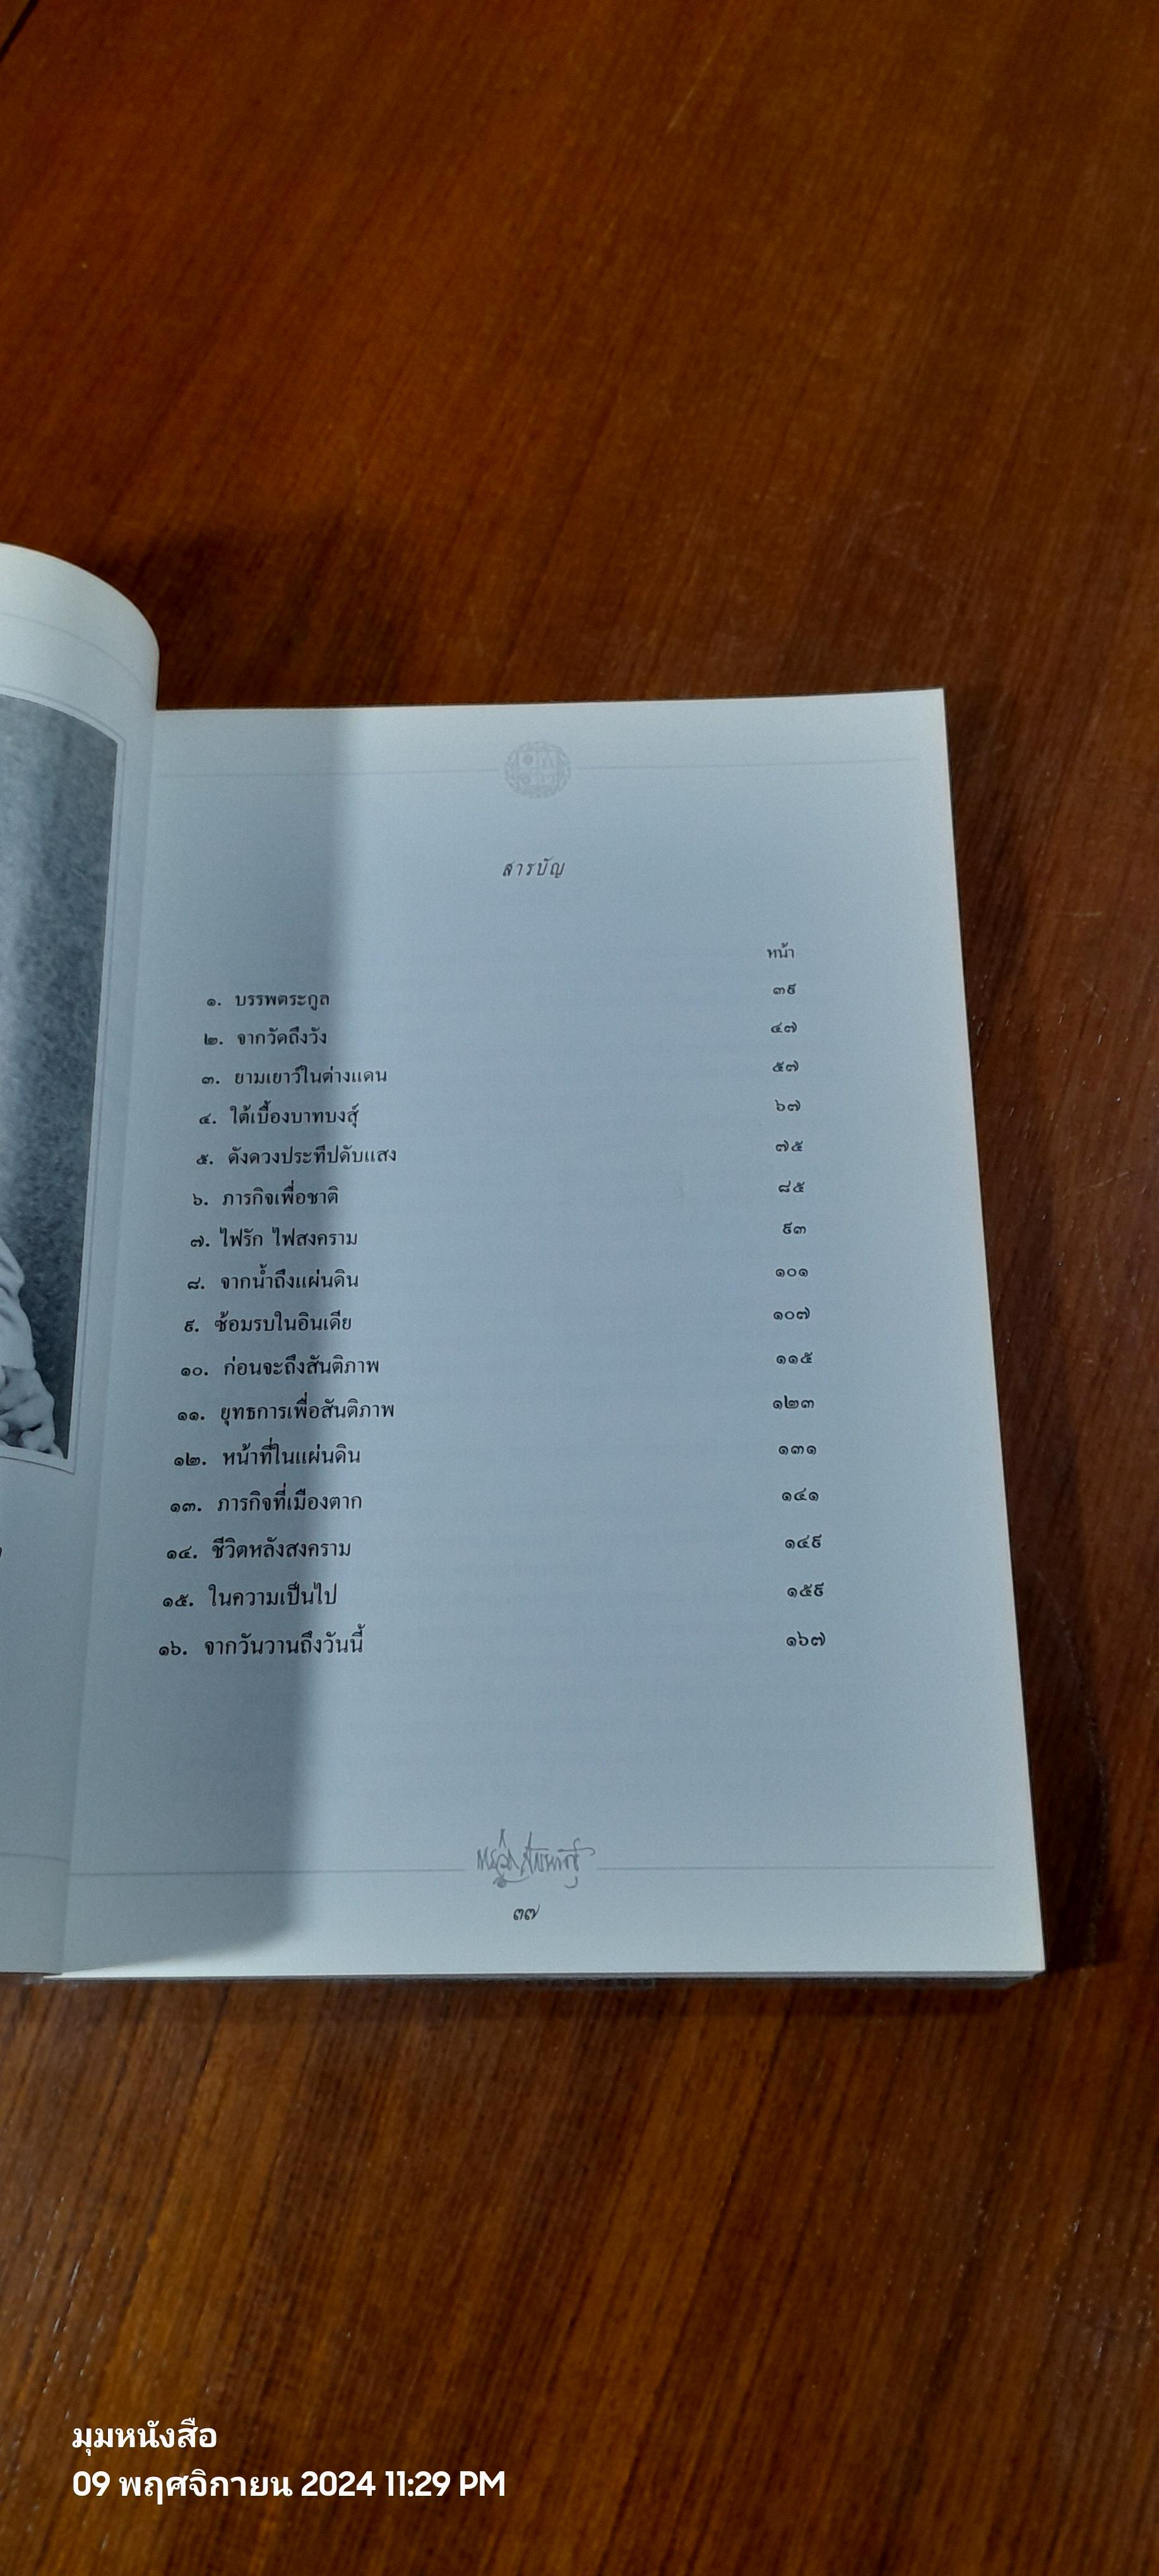 สารบัญ
หน้า
๑. บรรพตระกูล ๓๙
๒. จากวัดถึงวัง ๔๗
๓. ยามเยาว์ในต่างแดน ๕๗
๔. ใต้เบื้องบาทบงสุ์ ๖๗
๕. ดังดวงประทีปดับแสง ๗๕
๖. ภารกิจเพื่อชาติ ๘๕
๗. ไฟรัก ไฟสงคราม ๙๓
๘. จากน้ำถึงแผ่นดิน ๑๐๑
๙. ซ้อมรบในอินเดีย ๑๐๗
๑๐. ก่อนจะถึงสันติภาพ ๑๑๕
๑๑. ยุทธการเพื่อสันติภาพ ๑๒๓
๑๒. หน้าที่ในแผ่นดิน ๑๓๑
๑๓. ภารกิจที่เมืองตาก ๑๔๑
๑๔. ชีวิตหลังสงคราม ๑๔๙
๑๕. ในความเป็นไป ๑๕๙
๑๖. จากวันวานถึงวันนี้ ๑๖๗
๓๗
มุมหนังสือ
09 พฤศจิกายน 2024 11:29 PM